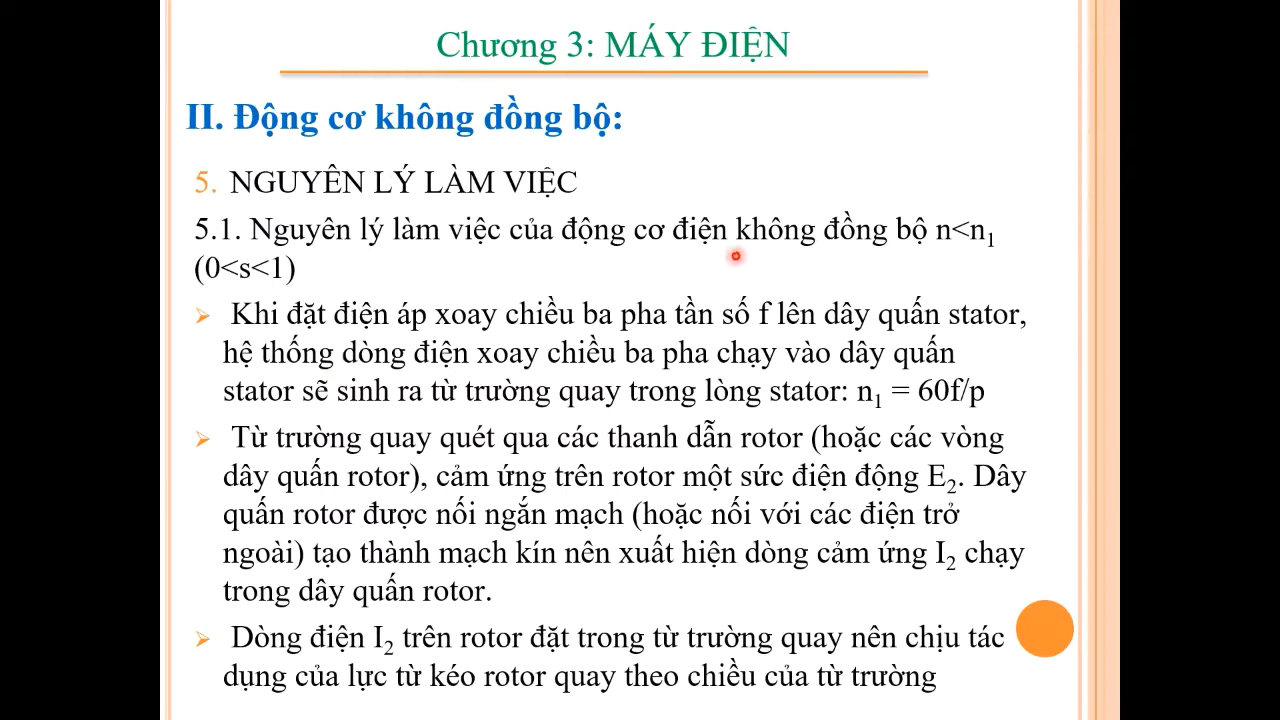 Chương 3: MÁY ĐIỆN
II. Động cơ không đồng bộ:
5. NGUYÊN LÝ LÀM VIỆC
5.1. Nguyên lý làm việc của động cơ điện không đồng bộ n<n₁
(0<s<1)
Khi đặt điện áp xoay chiều ba pha tần số f lên dây quấn stator,
hệ thống dòng điện xoay chiều ba pha chạy vào dây quấn
stator sẽ sinh ra từ trường quay trong lòng stator: n₁ = 60f/p
Từ trường quay quét qua các thanh dẫn rotor (hoặc các vòng
dây quấn rotor), cảm ứng trên rotor một sức điện động E₂. Dây
quấn rotor được nối ngắn mạch (hoặc nối với các điện trở
ngoài) tạo thành mạch kín nên xuất hiện dòng cảm ứng I₂ chạy
trong dây quấn rotor.
Dòng điện I₂ trên rotor đặt trong từ trường quay nên chịu tác
dụng của lực từ kéo rotor quay theo chiều của từ trường